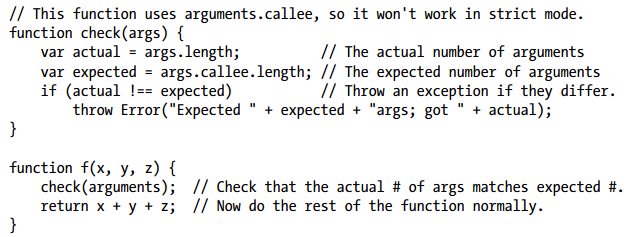 // This function uses arguments.callee, so it won't work in strict mode.
function check(args) {
    var actual = args.length;          // The actual number of arguments
    var expected = args.callee.length; // The expected number of arguments
    if (actual !== expected)           // Throw an exception if they differ.
        throw Error("Expected " + expected + "args; got " + actual);
}

function f(x, y, z) {
    check(arguments);  // Check that the actual # of args matches expected #.
    return x + y + z;  // Now do the rest of the function normally.
}